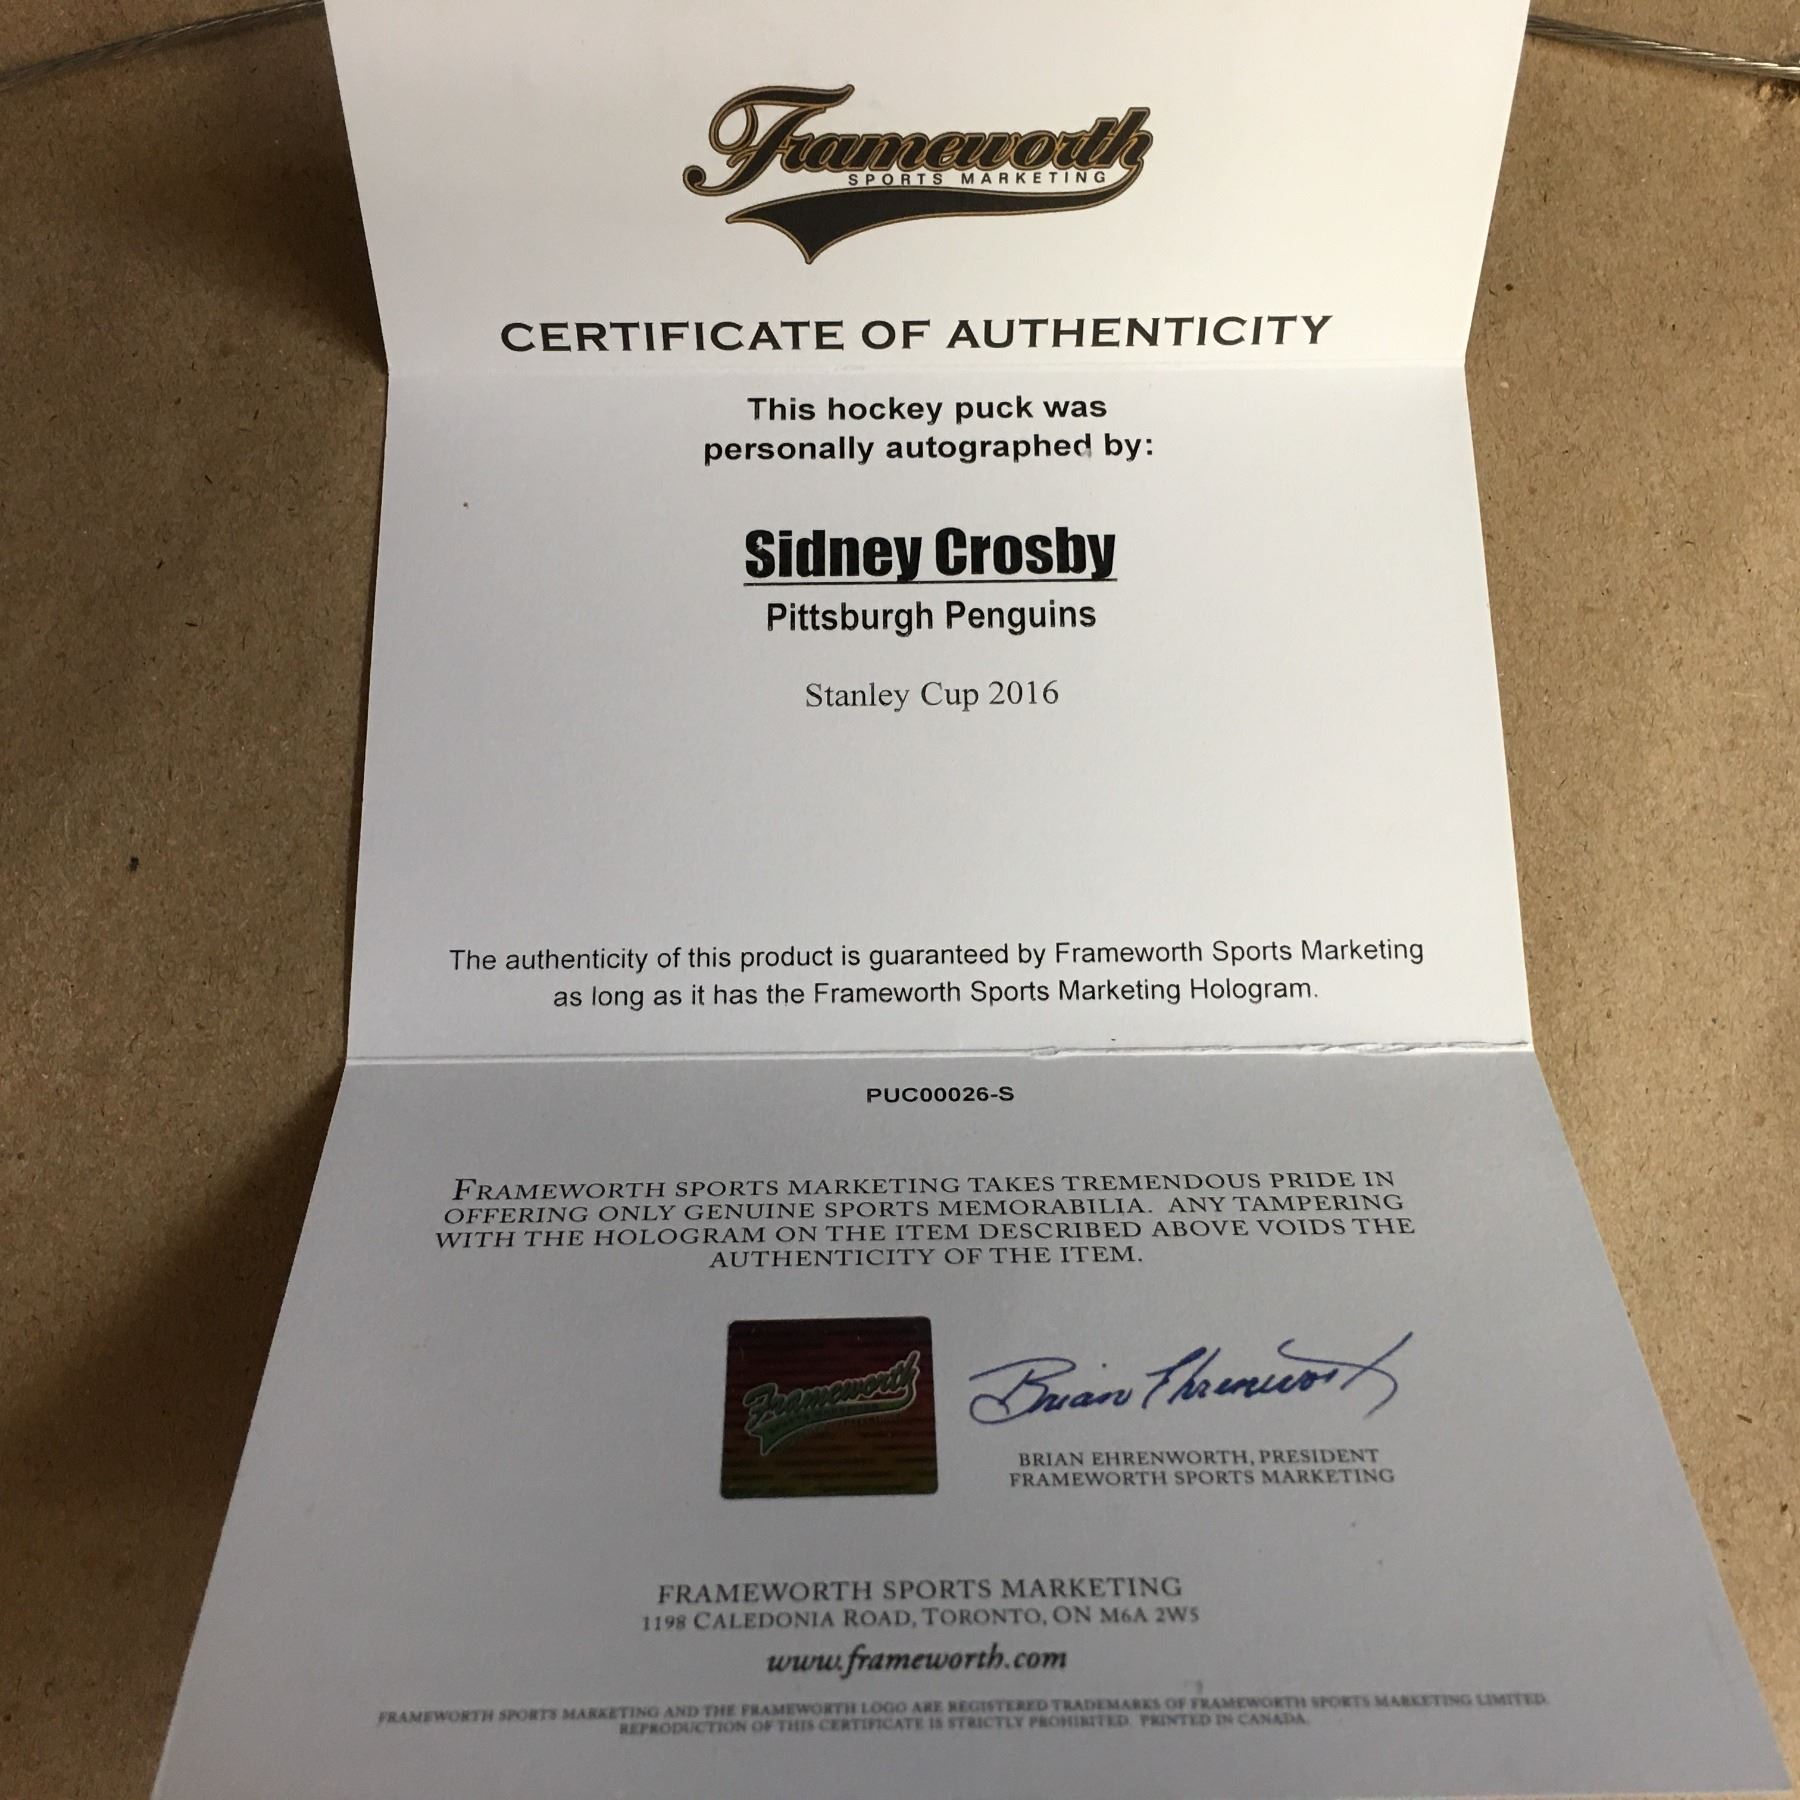 Frameworth
SPORTS MARKETING
CERTIFICATE OF AUTHENTICITY
This hockey puck was
personally autographed by:
Sidney Crosby
Pittsburgh Penguins
Stanley Cup 2016
The authenticity of this product is guaranteed by Frameworth Sports Marketing
as long as it has the Frameworth Sports Marketing Hologram.
PUC00026-S
FRAMEWORTH SPORTS MARKETING TAKES TREMENDOUS PRIDE IN
OFFERING ONLY GENUINE SPORTS MEMORABILIA. ANY TAMPERING
WITH THE HOLOGRAM ON THE ITEM DESCRIBED ABOVE VOIDS THE
AUTHENTICITY OF THE ITEM.
Frameworth
Brian Ehrenworth
BRIAN EHRENWORTH, PRESIDENT
FRAMEWORTH SPORTS MARKETING
FRAMEWORTH SPORTS MARKETING
1198 CALEDONIA ROAD, TORONTO, ON M6A 2W5
www.frameworth.com
FRAMEWORTH SPORTS MARKETING AND THE FRAMEWORTH LOGO ARE REGISTERED TRADEMARKS OF FRAMEWORTH SPORTS MARKETING LIMITED.
REPRODUCTION OF THIS CERTIFICATE IS STRICTLY PROHIBITED. PRINTED IN CANADA.